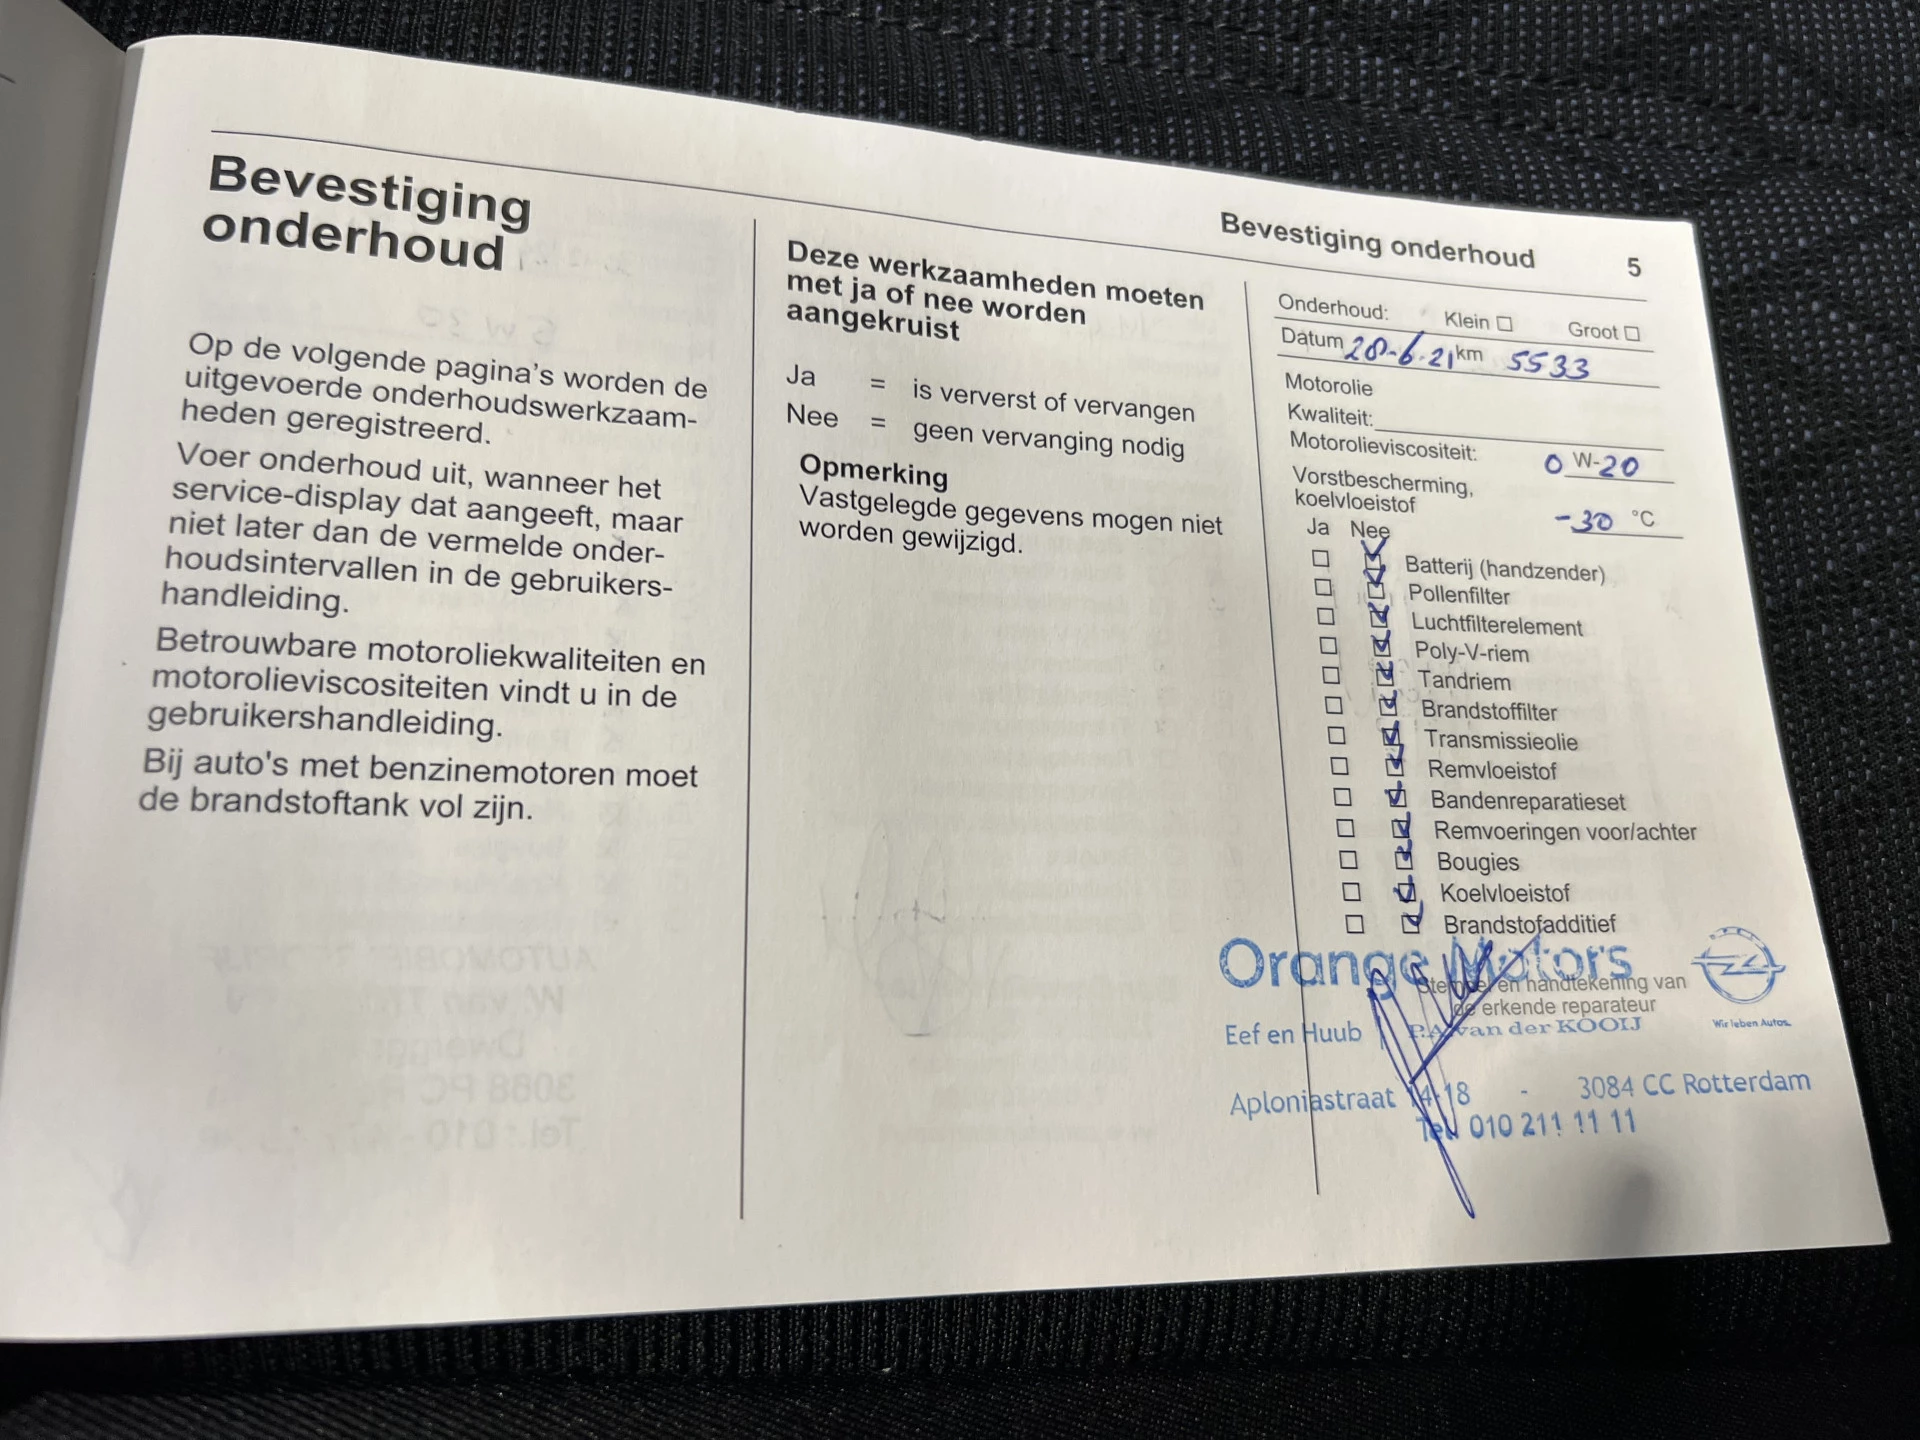 Bevestiging onderhoud 5
Bevestiging
onderhoud
Op de volgende pagina's worden de
uitgevoerde onderhoudswerkzaam-
heden geregistreerd.
Voer onderhoud uit, wanneer het
service-display dat aangeeft, maar
niet later dan de vermelde onder-
houdsintervallen in de gebruikers-
handleiding.
Betrouwbare motoroliekwaliteiten en
motorolieviscositeiten vindt u in de
gebruikershandleiding.
Bij auto's met benzinemotoren moet
de brandstoftank vol zijn.
Deze werkzaamheden moeten
met ja of nee worden
aangekruist
Ja = is ververst of vervangen
Nee = geen vervanging nodig
Opmerking
Vastgelegde gegevens mogen niet
worden gewijzigd.
Onderhoud: Klein ☐ Groot ☐
Datum 28-6-21 km 5533
Motorolie
Kwaliteit:
Motorolieviscositeit: 0 W-20
Vorstbescherming,
koelvloeistof -30 °C
Ja Nee
Batterij (handzender)
Pollenfilter
Luchtfilterelement
Poly-V-riem
Tandriem
Brandstoffilter
Transmissieolie
Remvloeistof
Bandenreparatieset
Remvoeringen voor/achter
Bougies
Koelvloeistof
Brandstofadditief
Orange Motors
Stempel en handtekening van
de erkende reparateur
Wir leben Autos.
Eef en Huub P.A. van der KOOIJ
Aploniastraat 14-18 - 3084 CC Rotterdam
Tel. 010 211 11 11